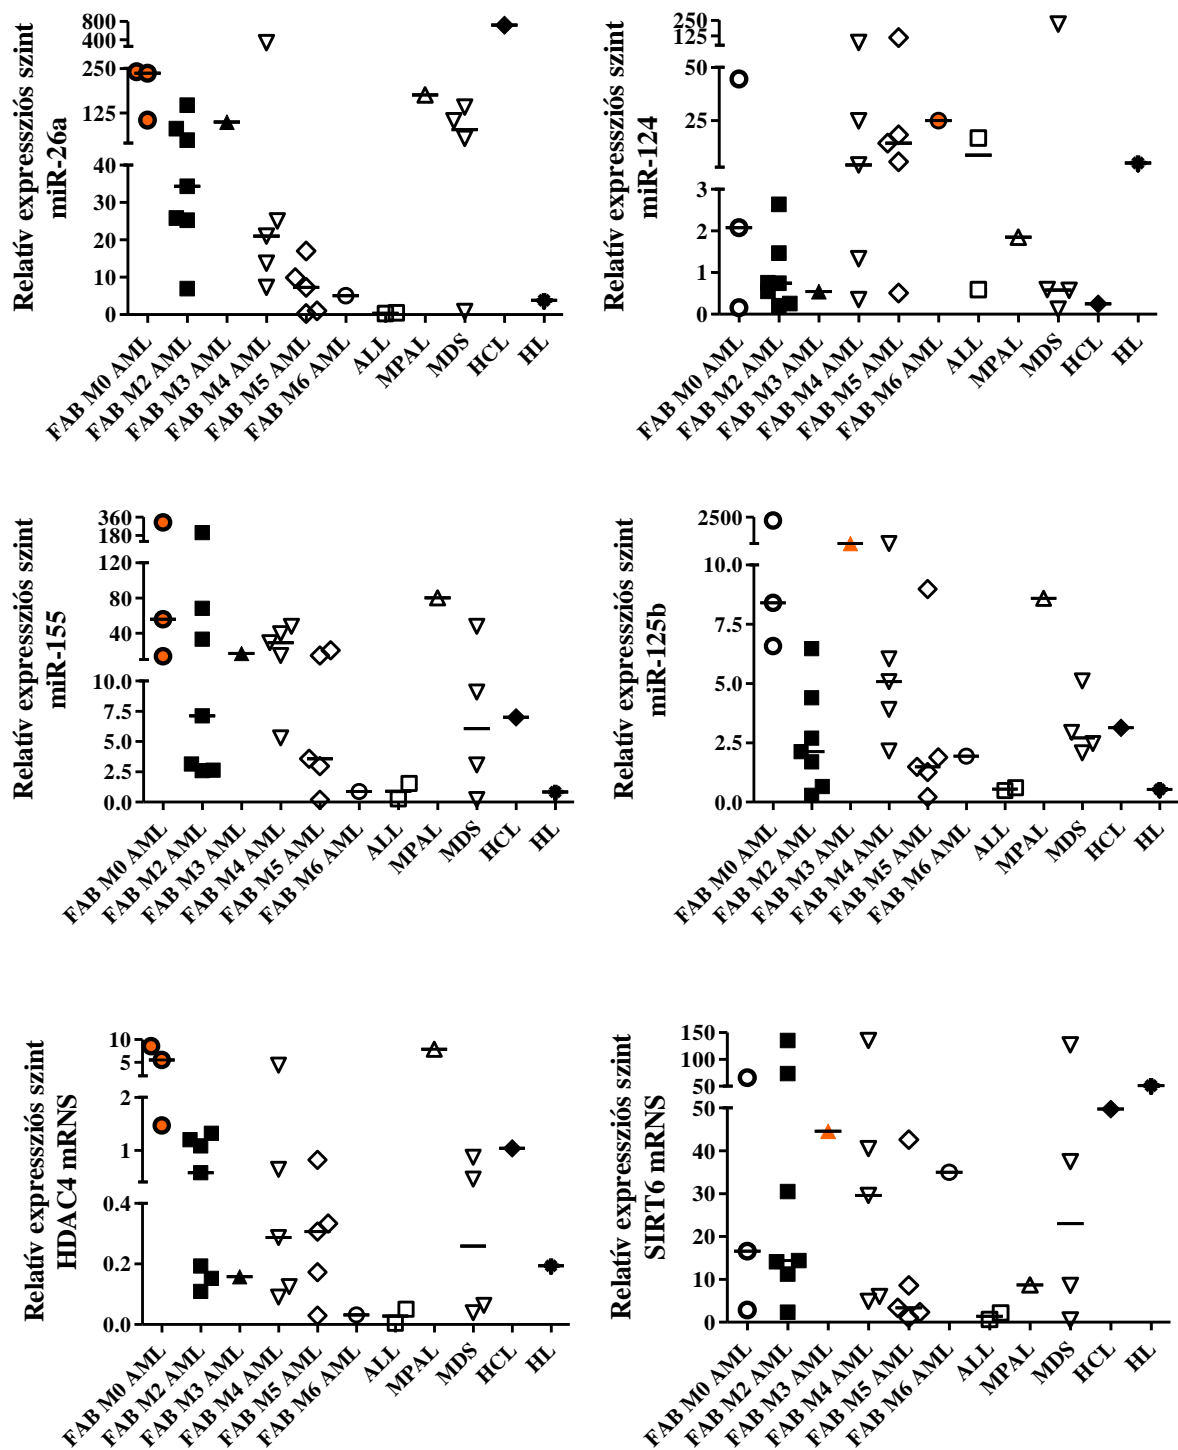 Relatív expressziós szint
miR-26a
800
400
250
125
40
30
20
10
0
FAB M0 AML
FAB M2 AML
FAB M3 AML
FAB M4 AML
FAB M5 AML
FAB M6 AML
ALL
MPAL
MDS
HCL
HL
Relatív expressziós szint
miR-124
250
125
50
25
3
2
1
0
FAB M0 AML
FAB M2 AML
FAB M3 AML
FAB M4 AML
FAB M5 AML
FAB M6 AML
ALL
MPAL
MDS
HCL
HL
Relatív expressziós szint
miR-155
360
180
120
80
40
10.0
7.5
5.0
2.5
0.0
FAB M0 AML
FAB M2 AML
FAB M3 AML
FAB M4 AML
FAB M5 AML
FAB M6 AML
ALL
MPAL
MDS
HCL
HL
Relatív expressziós szint
miR-125b
2500
10.0
7.5
5.0
2.5
0.0
FAB M0 AML
FAB M2 AML
FAB M3 AML
FAB M4 AML
FAB M5 AML
FAB M6 AML
ALL
MPAL
MDS
HCL
HL
Relatív expressziós szint
HDAC4 mRNS
10
5
2
1
0.4
0.2
0.0
FAB M0 AML
FAB M2 AML
FAB M3 AML
FAB M4 AML
FAB M5 AML
FAB M6 AML
ALL
MPAL
MDS
HCL
HL
Relatív expressziós szint
SIRT6 mRNS
150
100
50
50
40
30
20
10
0
FAB M0 AML
FAB M2 AML
FAB M3 AML
FAB M4 AML
FAB M5 AML
FAB M6 AML
ALL
MPAL
MDS
HCL
HL